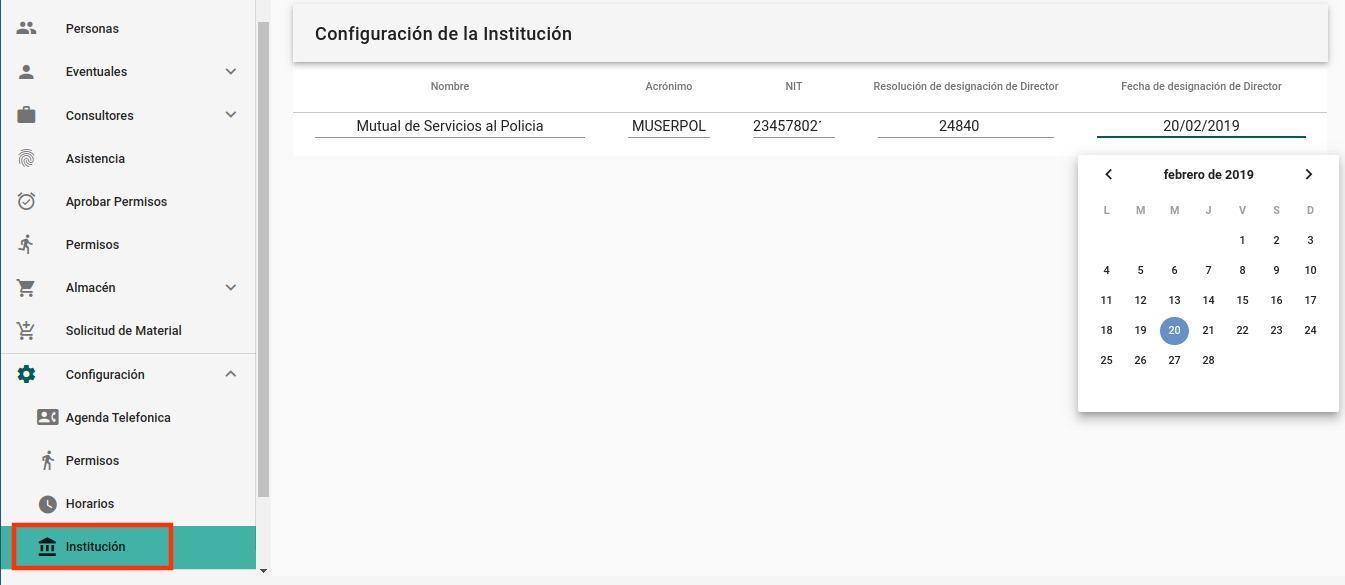 Personas
Eventuales
Consultores
Asistencia
Aprobar Permisos
Permisos
Almacén
Solicitud de Material
Configuración
Agenda Telefonica
Permisos
Horarios
Institución
Configuración de la Institución
Nombre Acrónimo NIT Resolución de designación de Director Fecha de designación de Director
Mutual de Servicios al Policia MUSERPOL 234578021 24840 20/02/2019
febrero de 2019
L M M J V S D
1 2 3
4 5 6 7 8 9 10
11 12 13 14 15 16 17
18 19 20 21 22 23 24
25 26 27 28